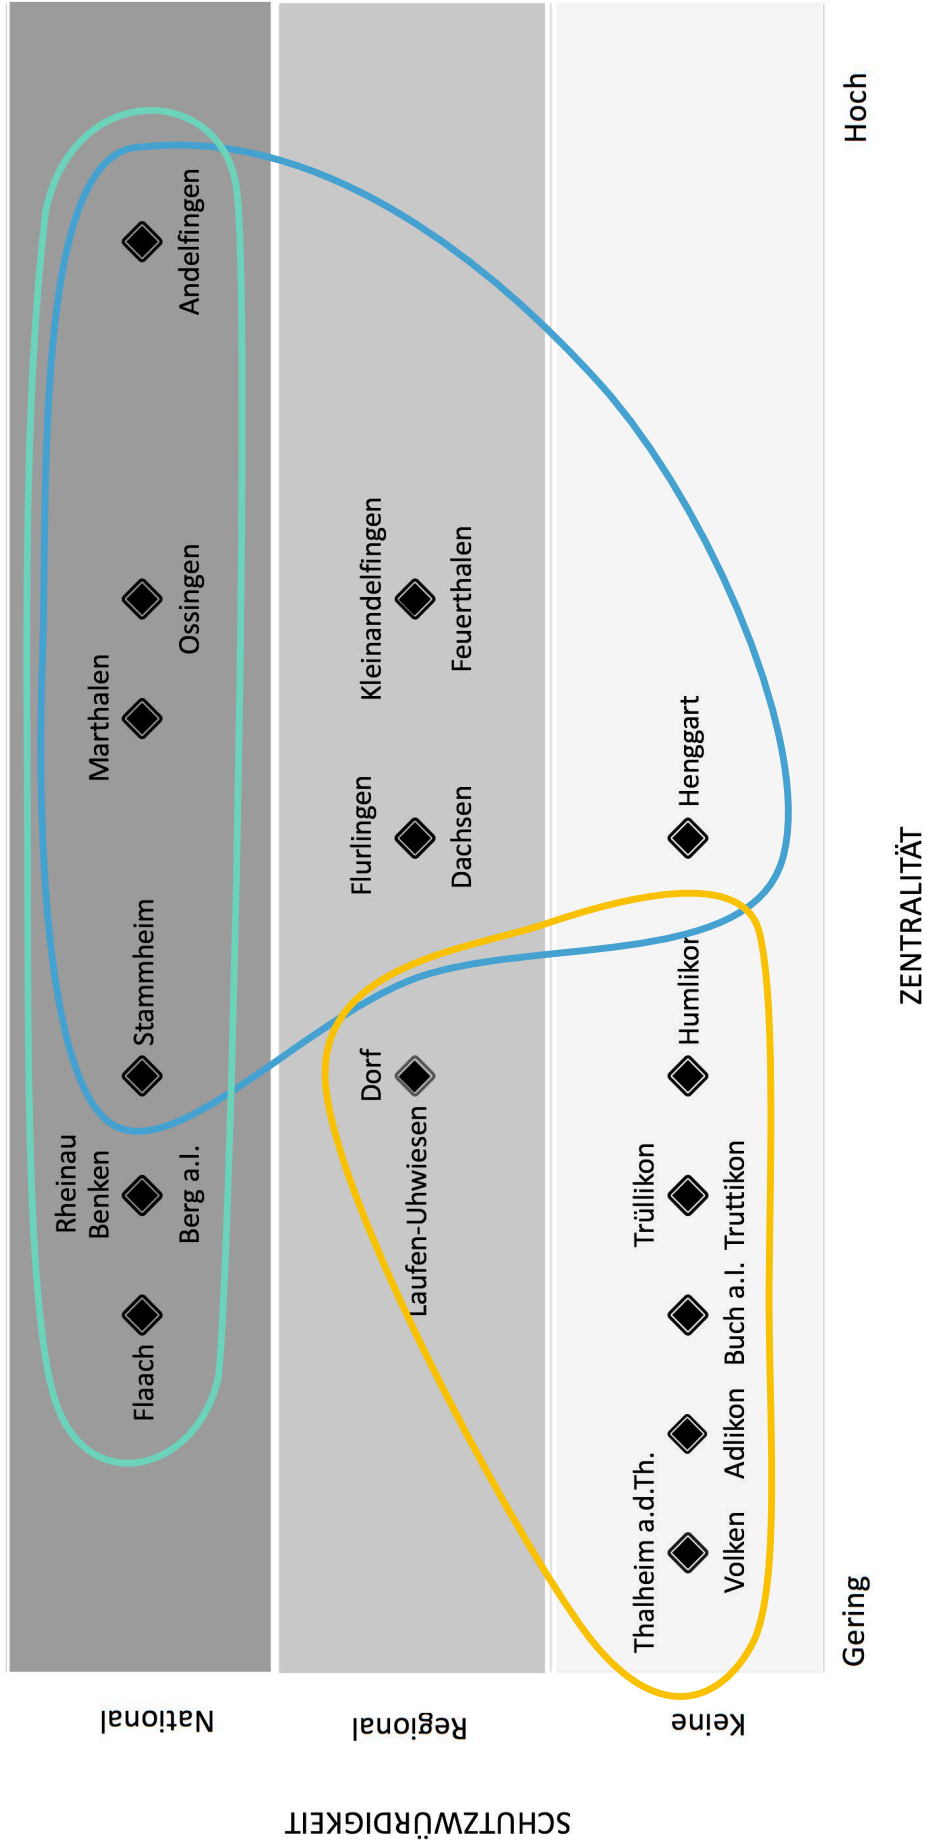 SCHUTZWÜRDIGKEIT
National
Regional
Keine
Flaach
Rheinau
Benken
Berg a.I.
Stammheim
Marthalen
Ossingen
Andelfingen
Laufen-Uhwiesen
Dorf
Flurlingen
Dachsen
Kleinandelfingen
Feuerthalen
Thalheim a.d.Th.
Volken
Adlikon
Buch a.I.
Trüllikon
Truttikon
Humlikon
Henggart
Gering
Hoch
ZENTRALITÄT